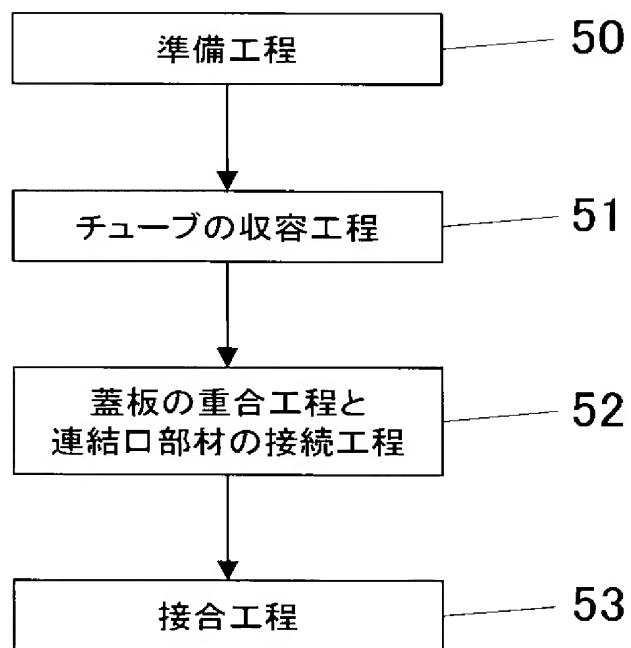 準備工程
50
チューブの収容工程
51
蓋板の重合工程と
連結口部材の接続工程
52
接合工程
53